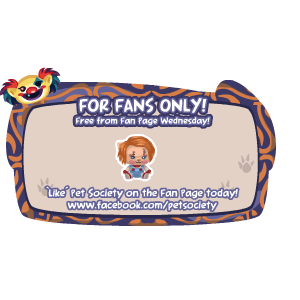 FOR FANS ONLY!
Free from Fan Page Wednesday!
'Like' Pet Society on the Fan Page today!
www.facebook.com/petsociety